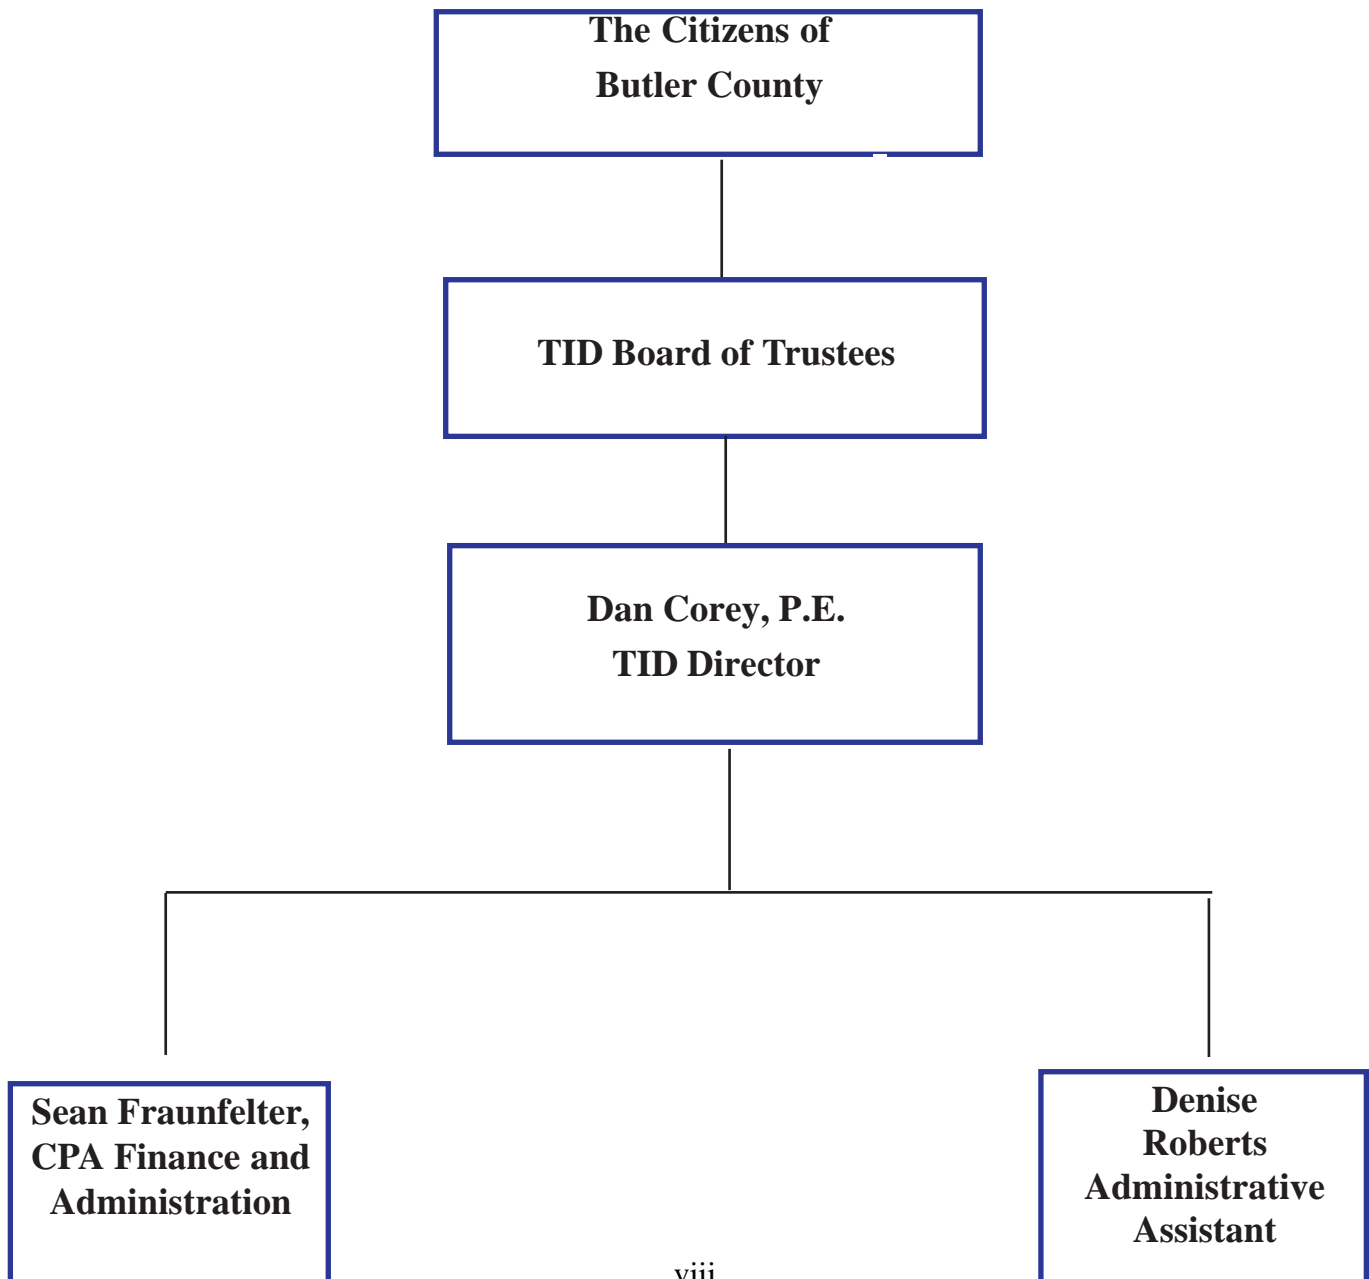 The Citizens of
Butler County
TID Board of Trustees
Dan Corey, P.E.
TID Director
Sean Fraunfelter,
CPA Finance and
Administration
Denise
Roberts
Administrative
Assistant
viii